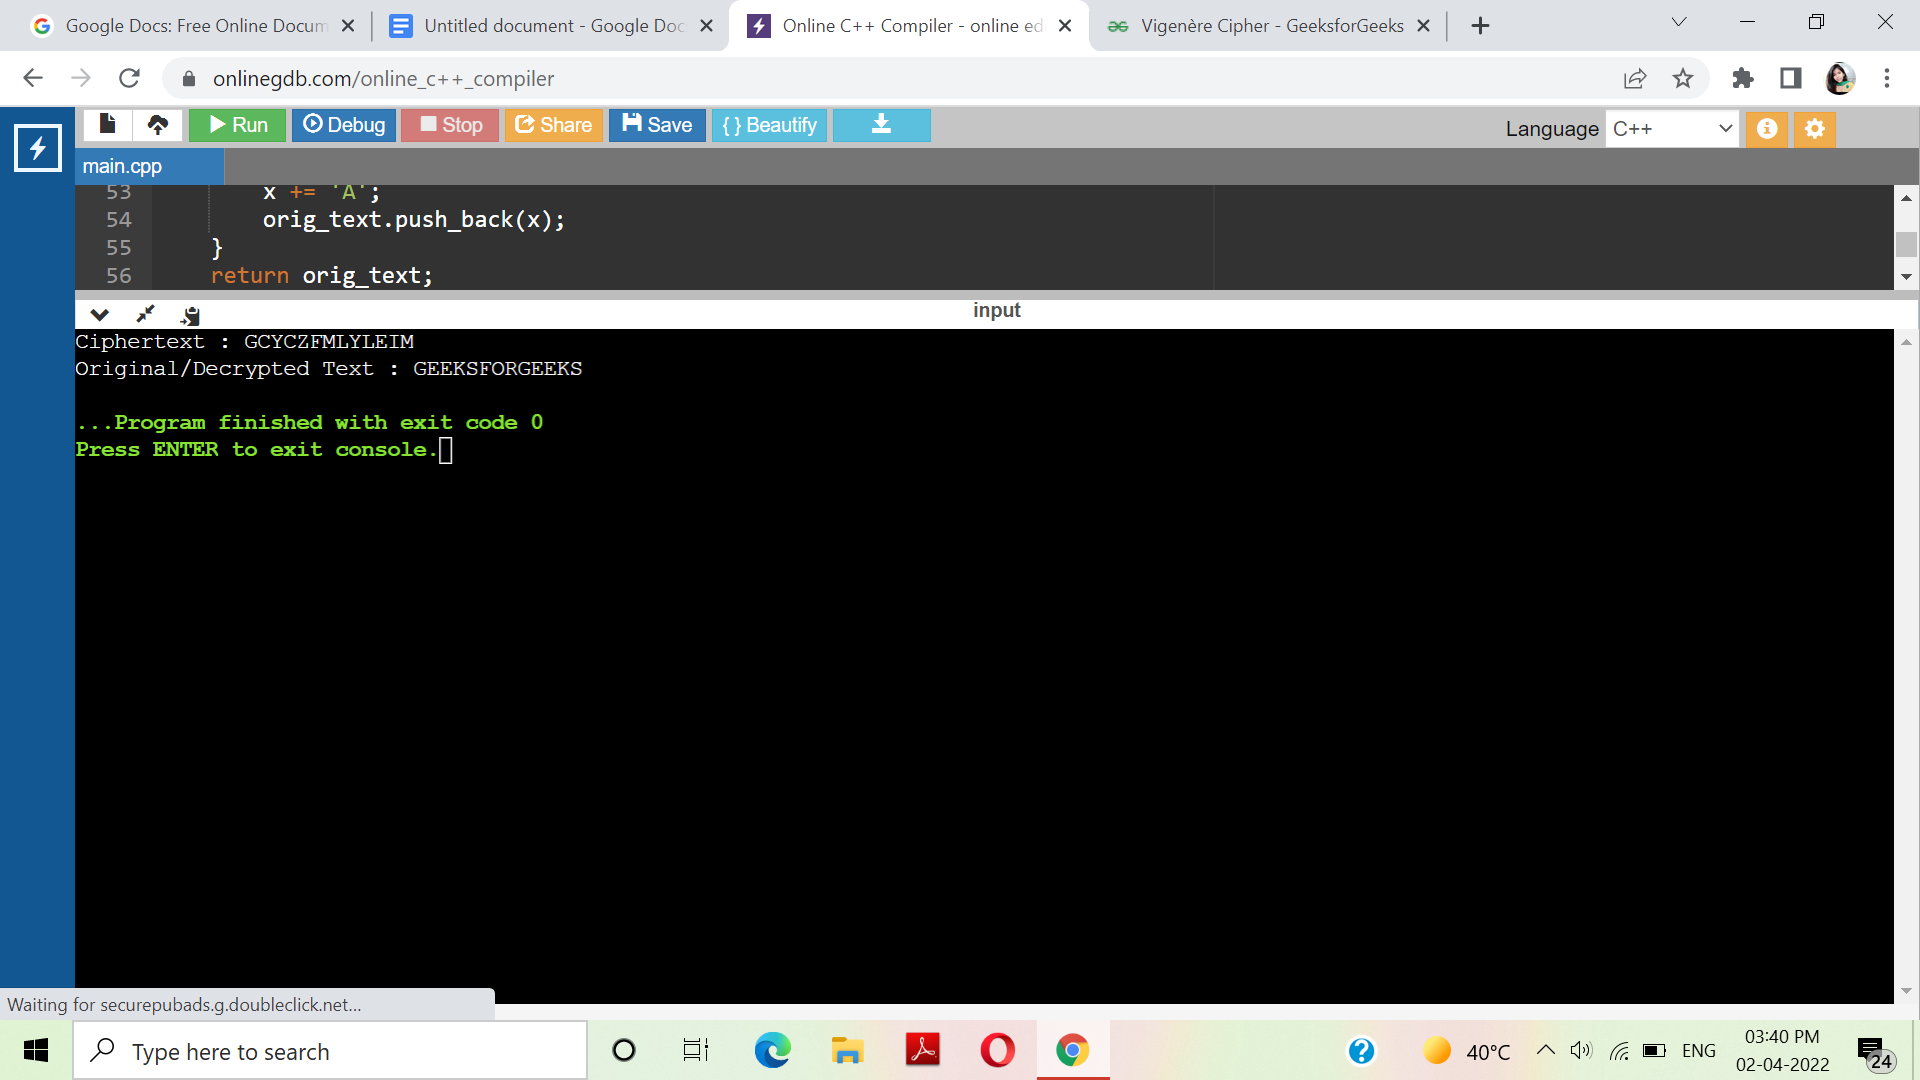 Google Docs: Free Online Docum
Untitled document - Google Doc
Online C++ Compiler - online ed
Vigenère Cipher - GeeksforGeeks
onlinegdb.com/online_c++_compiler
Run
Debug
Stop
Share
Save
{ } Beautify
Language C++
main.cpp
53 x += 'A';
54 orig_text.push_back(x);
55 }
56 return orig_text;
input
Ciphertext : GCYCZFMLYLEIM
Original/Decrypted Text : GEEKSFORGEEKS
...Program finished with exit code 0
Press ENTER to exit console.
Waiting for securepubads.g.doubleclick.net...
Type here to search
40°C
ENG
03:40 PM
02-04-2022
24